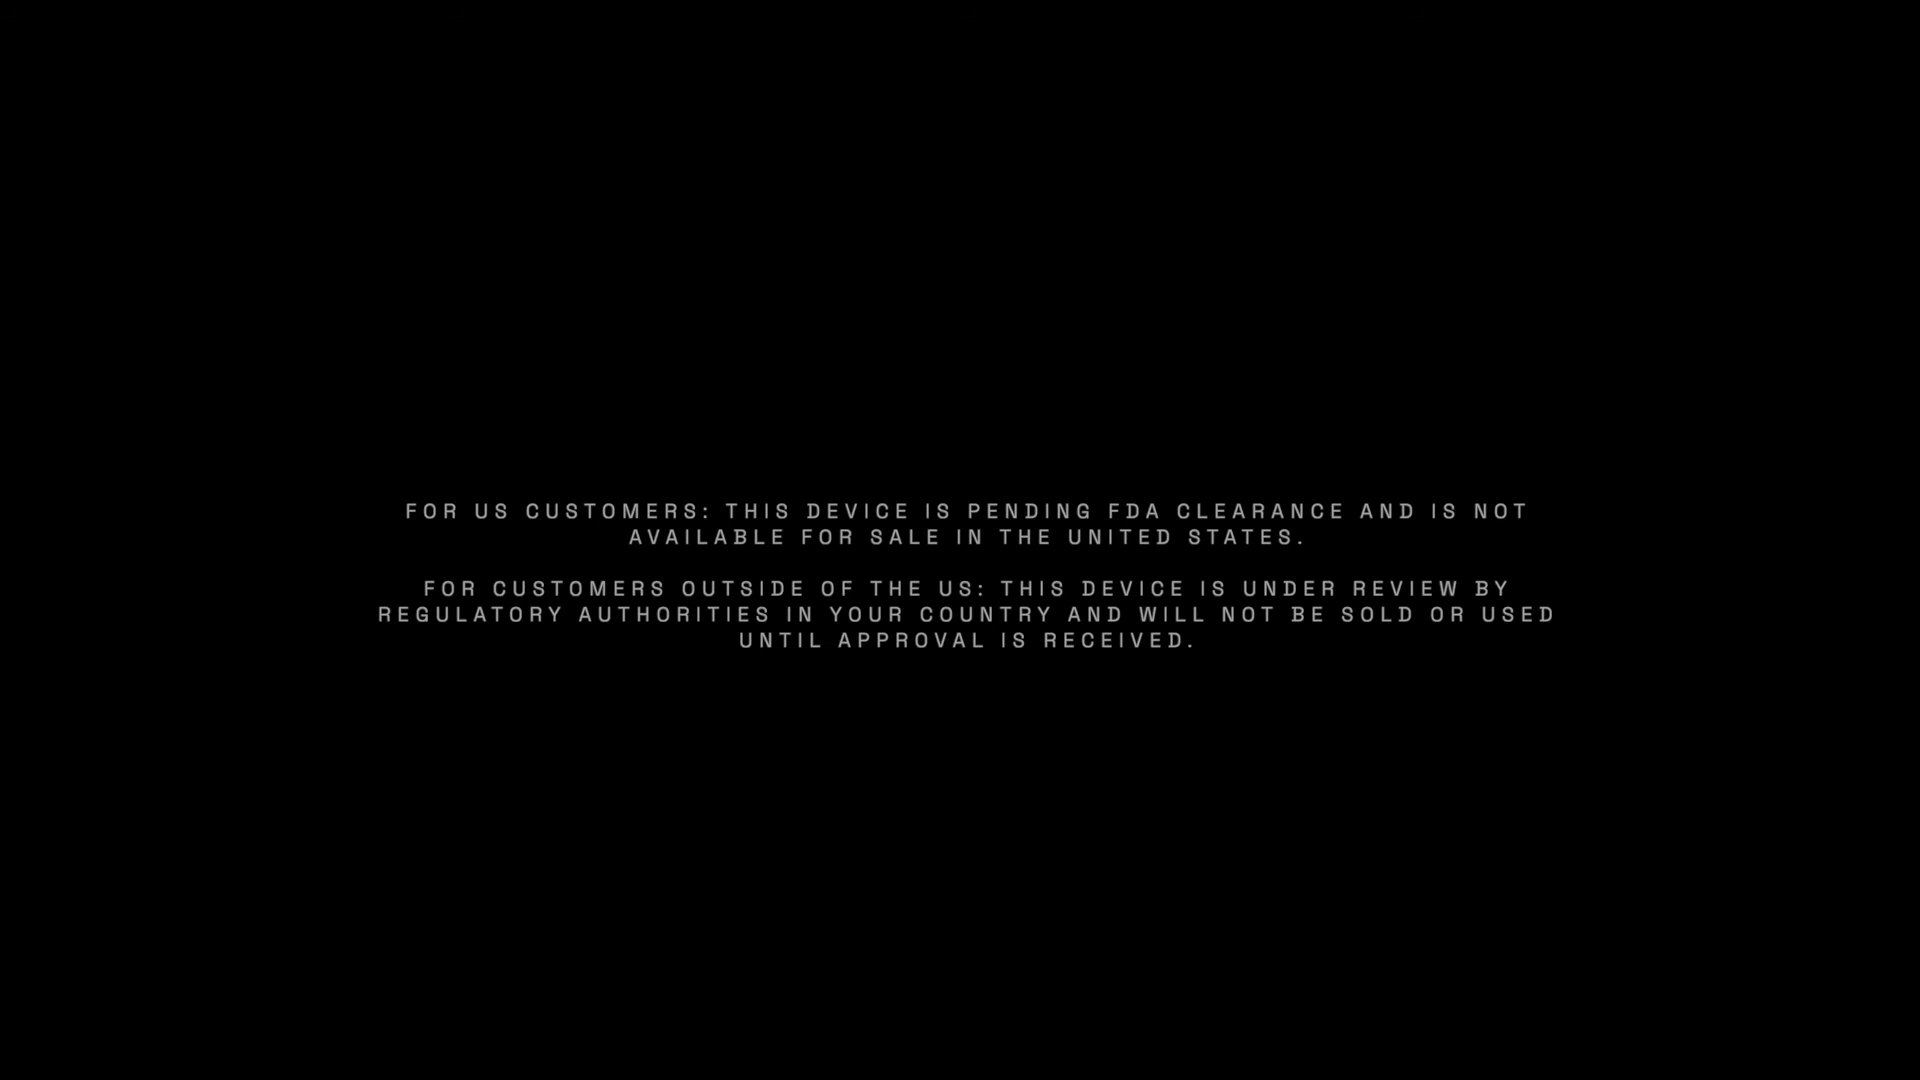 FOR US CUSTOMERS: THIS DEVICE IS PENDING FDA CLEARANCE AND IS NOT
AVAILABLE FOR SALE IN THE UNITED STATES.
FOR CUSTOMERS OUTSIDE OF THE US: THIS DEVICE IS UNDER REVIEW BY
REGULATORY AUTHORITIES IN YOUR COUNTRY AND WILL NOT BE SOLD OR USED
UNTIL APPROVAL IS RECEIVED.